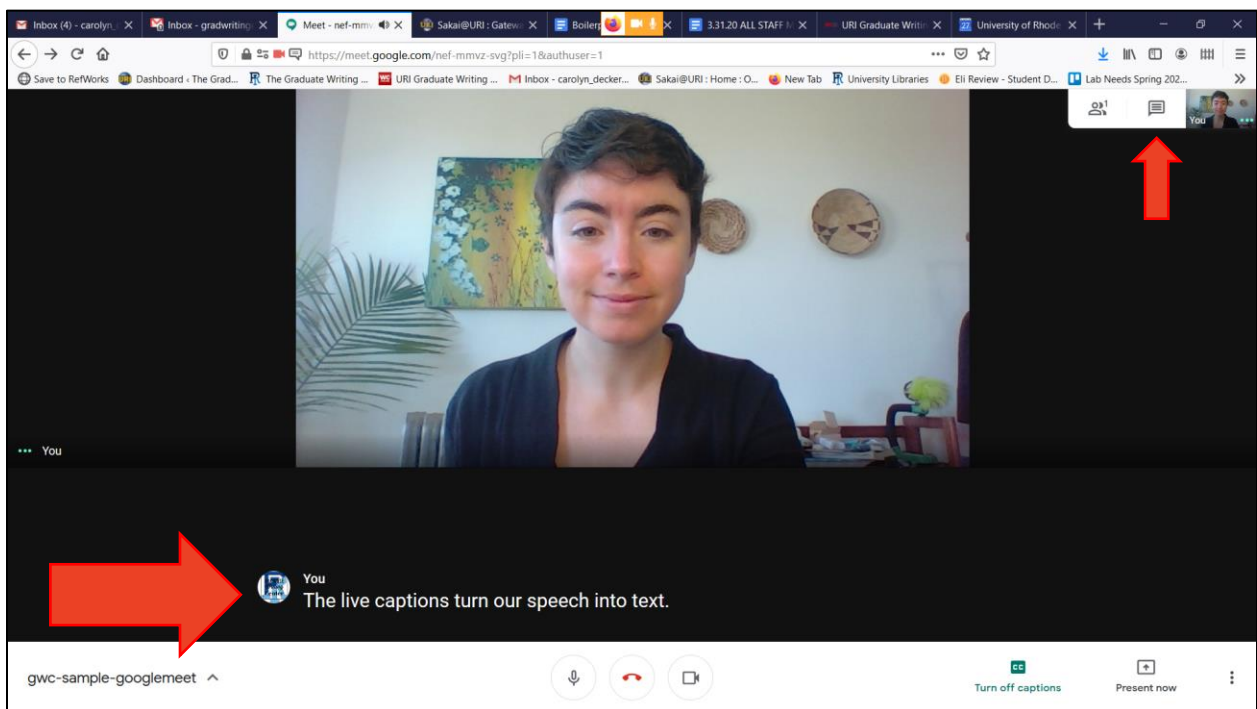 Inbox (4) - carolyn_
Inbox - gradwriting
Meet - nef-mmv
Sakai@URI : Gatew
Boilerp
3.31.20 ALL STAFF M
URI Graduate Writin
27 University of Rhode
https://meet.google.com/nef-mmvz-svg?pli=1&authuser=1
Save to RefWorks
Dashboard ‹ The Grad...
The Graduate Writing ...
URI Graduate Writing ...
Inbox - carolyn_decker...
Sakai@URI : Home : O...
New Tab
University Libraries
Eli Review - Student D...
Lab Needs Spring 202...
1
You
You
You
The live captions turn our speech into text.
gwc-sample-googlemeet
CC
Turn off captions
Present now